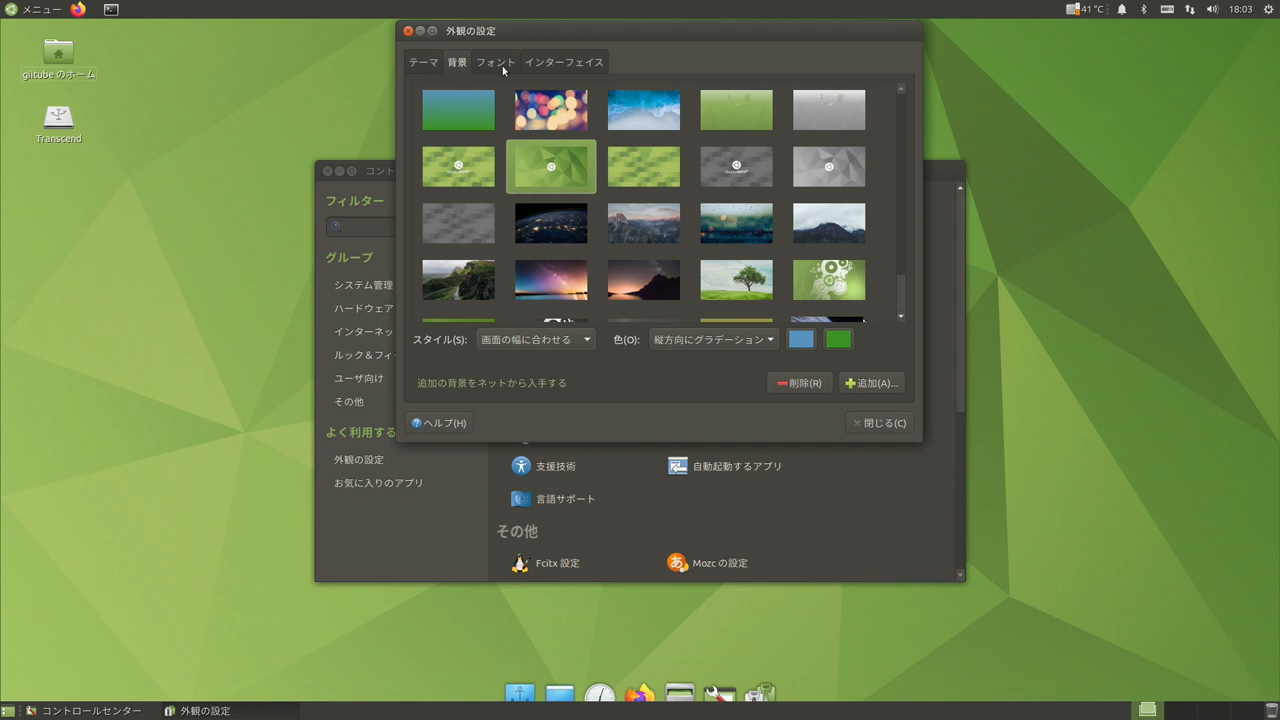 メニュー
41°C
18:03
glitube のホーム
Transcend
外観の設定
テーマ 背景 フォント インターフェイス
スタイル(S): 画面の幅に合わせる 色(O): 縦方向にグラデーション
追加の背景をネットから入手する 削除(R) 追加(A)...
ヘルプ(H) 閉じる(C)
コント
フィルター
グループ
システム管理
ハードウェア
インターネッ
ルック＆フィー
ユーザ向け
その他
よく利用する
外観の設定
お気に入りのアプリ
支援技術 自動起動するアプリ
言語サポート
その他
Fcitx 設定 Mozc の設定
コントロールセンター 外観の設定